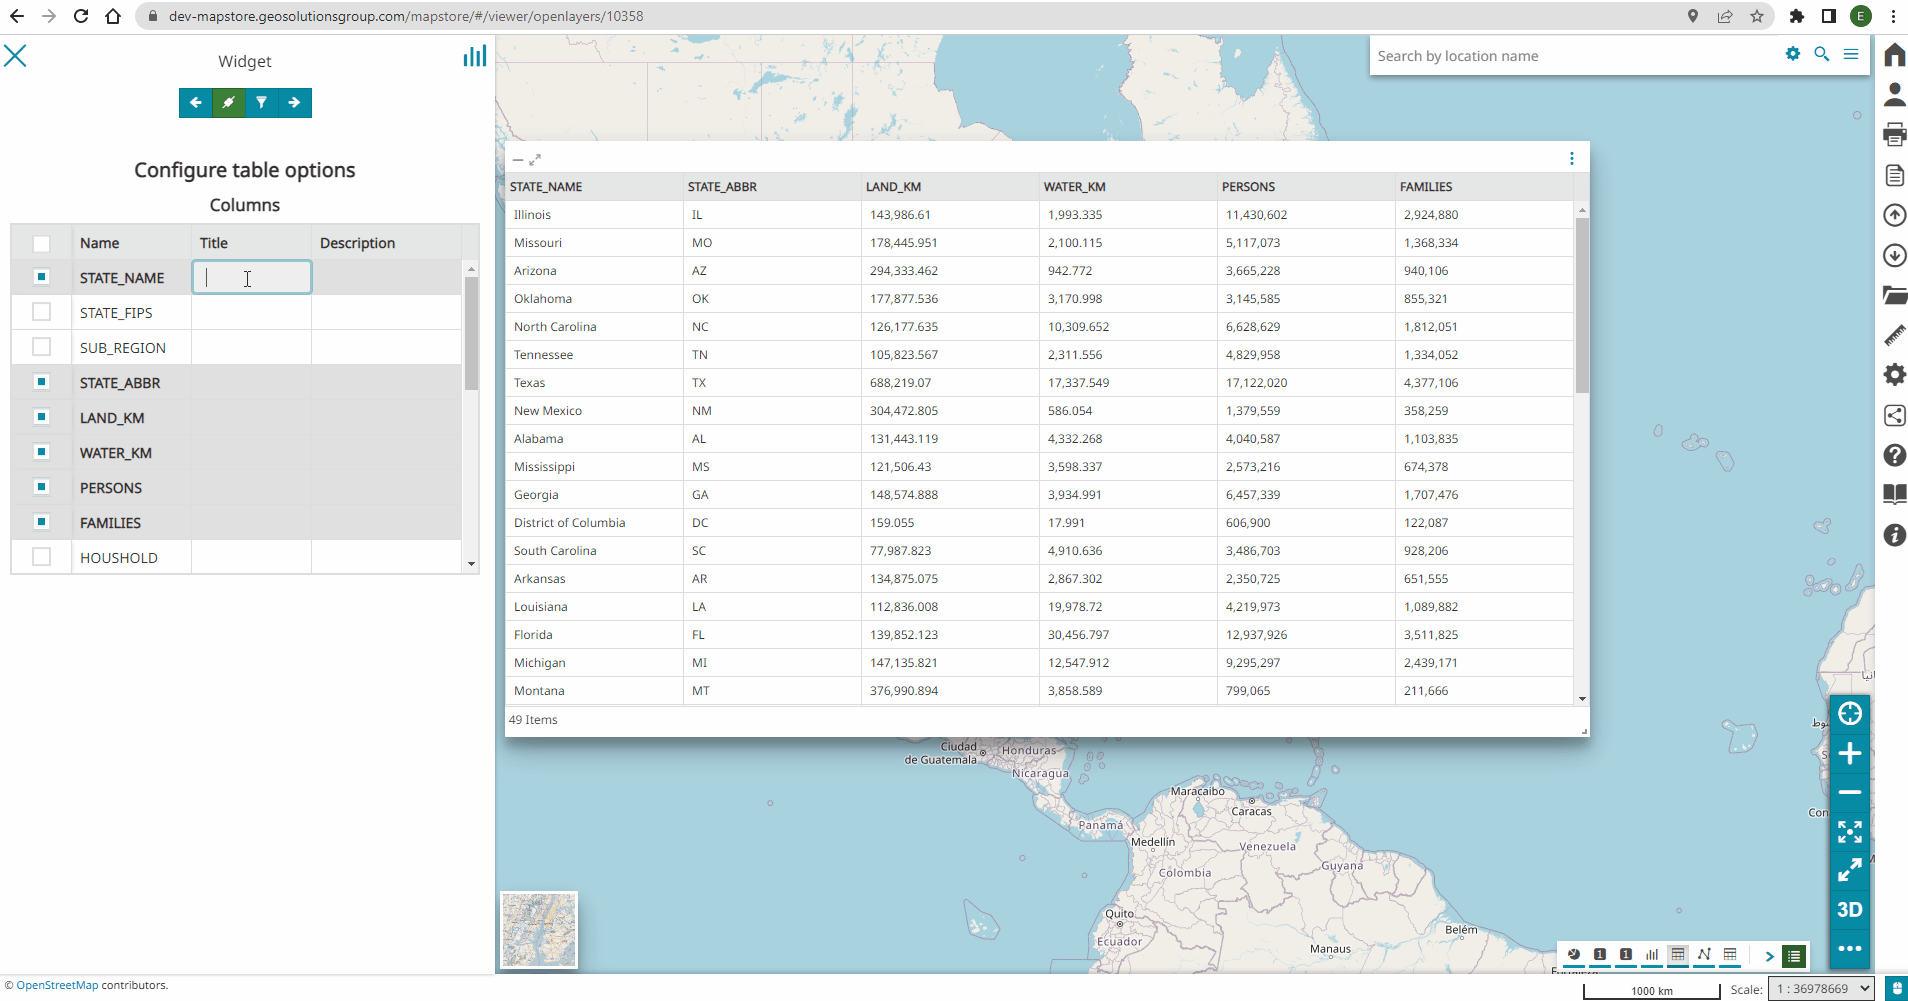 dev-mapstore.geosolutionsgroup.com/mapstore/#/viewer/openlayers/10358
E
Widget
Search by location name
Configure table options
Columns
Name Title Description
STATE_NAME
STATE_FIPS
SUB_REGION
STATE_ABBR
LAND_KM
WATER_KM
PERSONS
FAMILIES
HOUSHOLD
STATE_NAME STATE_ABBR LAND_KM WATER_KM PERSONS FAMILIES
Illinois IL 143,986.61 1,993.335 11,430,602 2,924,880
Missouri MO 178,445.951 2,100.115 5,117,073 1,368,334
Arizona AZ 294,333.462 942.772 3,665,228 940,106
Oklahoma OK 177,877.536 3,170.998 3,145,585 855,321
North Carolina NC 126,177.635 10,309.652 6,628,629 1,812,051
Tennessee TN 105,823.567 2,311.556 4,829,958 1,334,052
Texas TX 688,219.07 17,337.549 17,122,020 4,377,106
New Mexico NM 304,472.805 586.054 1,379,559 358,259
Alabama AL 131,443.119 4,332.268 4,040,587 1,103,835
Mississippi MS 121,506.43 3,598.337 2,573,216 674,378
Georgia GA 148,574.888 3,934.991 6,457,339 1,707,476
District of Columbia DC 159.055 17.991 606,900 122,087
South Carolina SC 77,987.823 4,910.636 3,486,703 928,206
Arkansas AR 134,875.075 2,867.302 2,350,725 651,555
Louisiana LA 112,836.008 19,978.72 4,219,973 1,089,882
Florida FL 139,852.123 30,456.797 12,937,926 3,511,825
Michigan MI 147,135.821 12,547.912 9,295,297 2,439,171
Montana MT 376,990.894 3,858.589 799,065 211,666
49 Items
Ciudad
de Guatemala
Honduras
Nicaragua
Panamá
Maracaibo
Caracas
Medellín
Venezuela
Colombia
Guyana
Quito
Ecuador
Manaus
Belém
3D
1 1
© OpenStreetMap contributors.
1000 km
Scale: 1 : 36978669